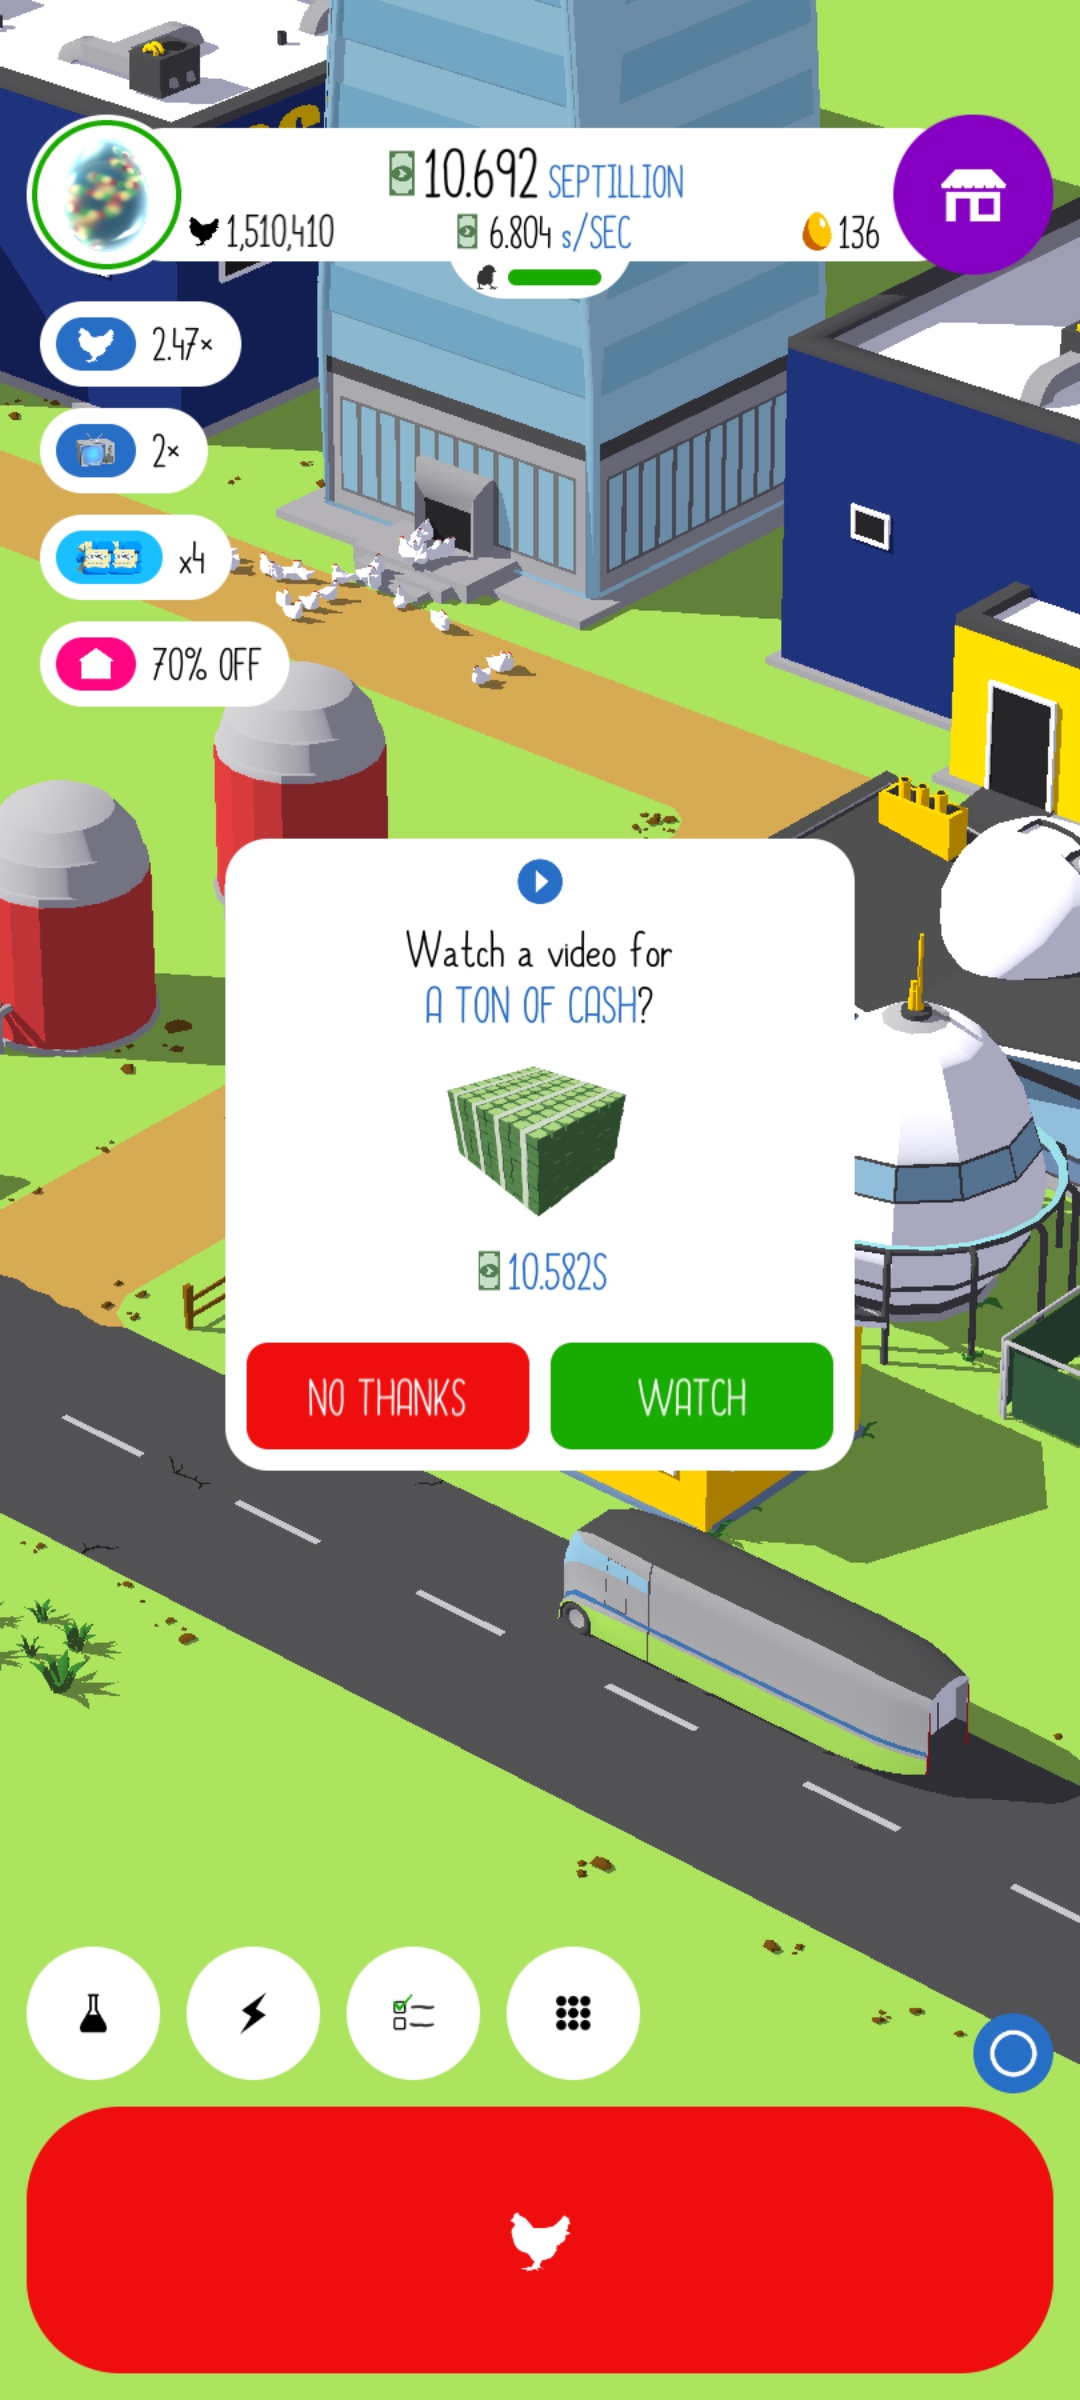 10.692 SEPTILLION
1,510,410
6.804 s/SEC
136
2.47×
2×
x4
70% OFF
Watch a video for
A TON OF CASH?
10.582S
NO THANKS
WATCH